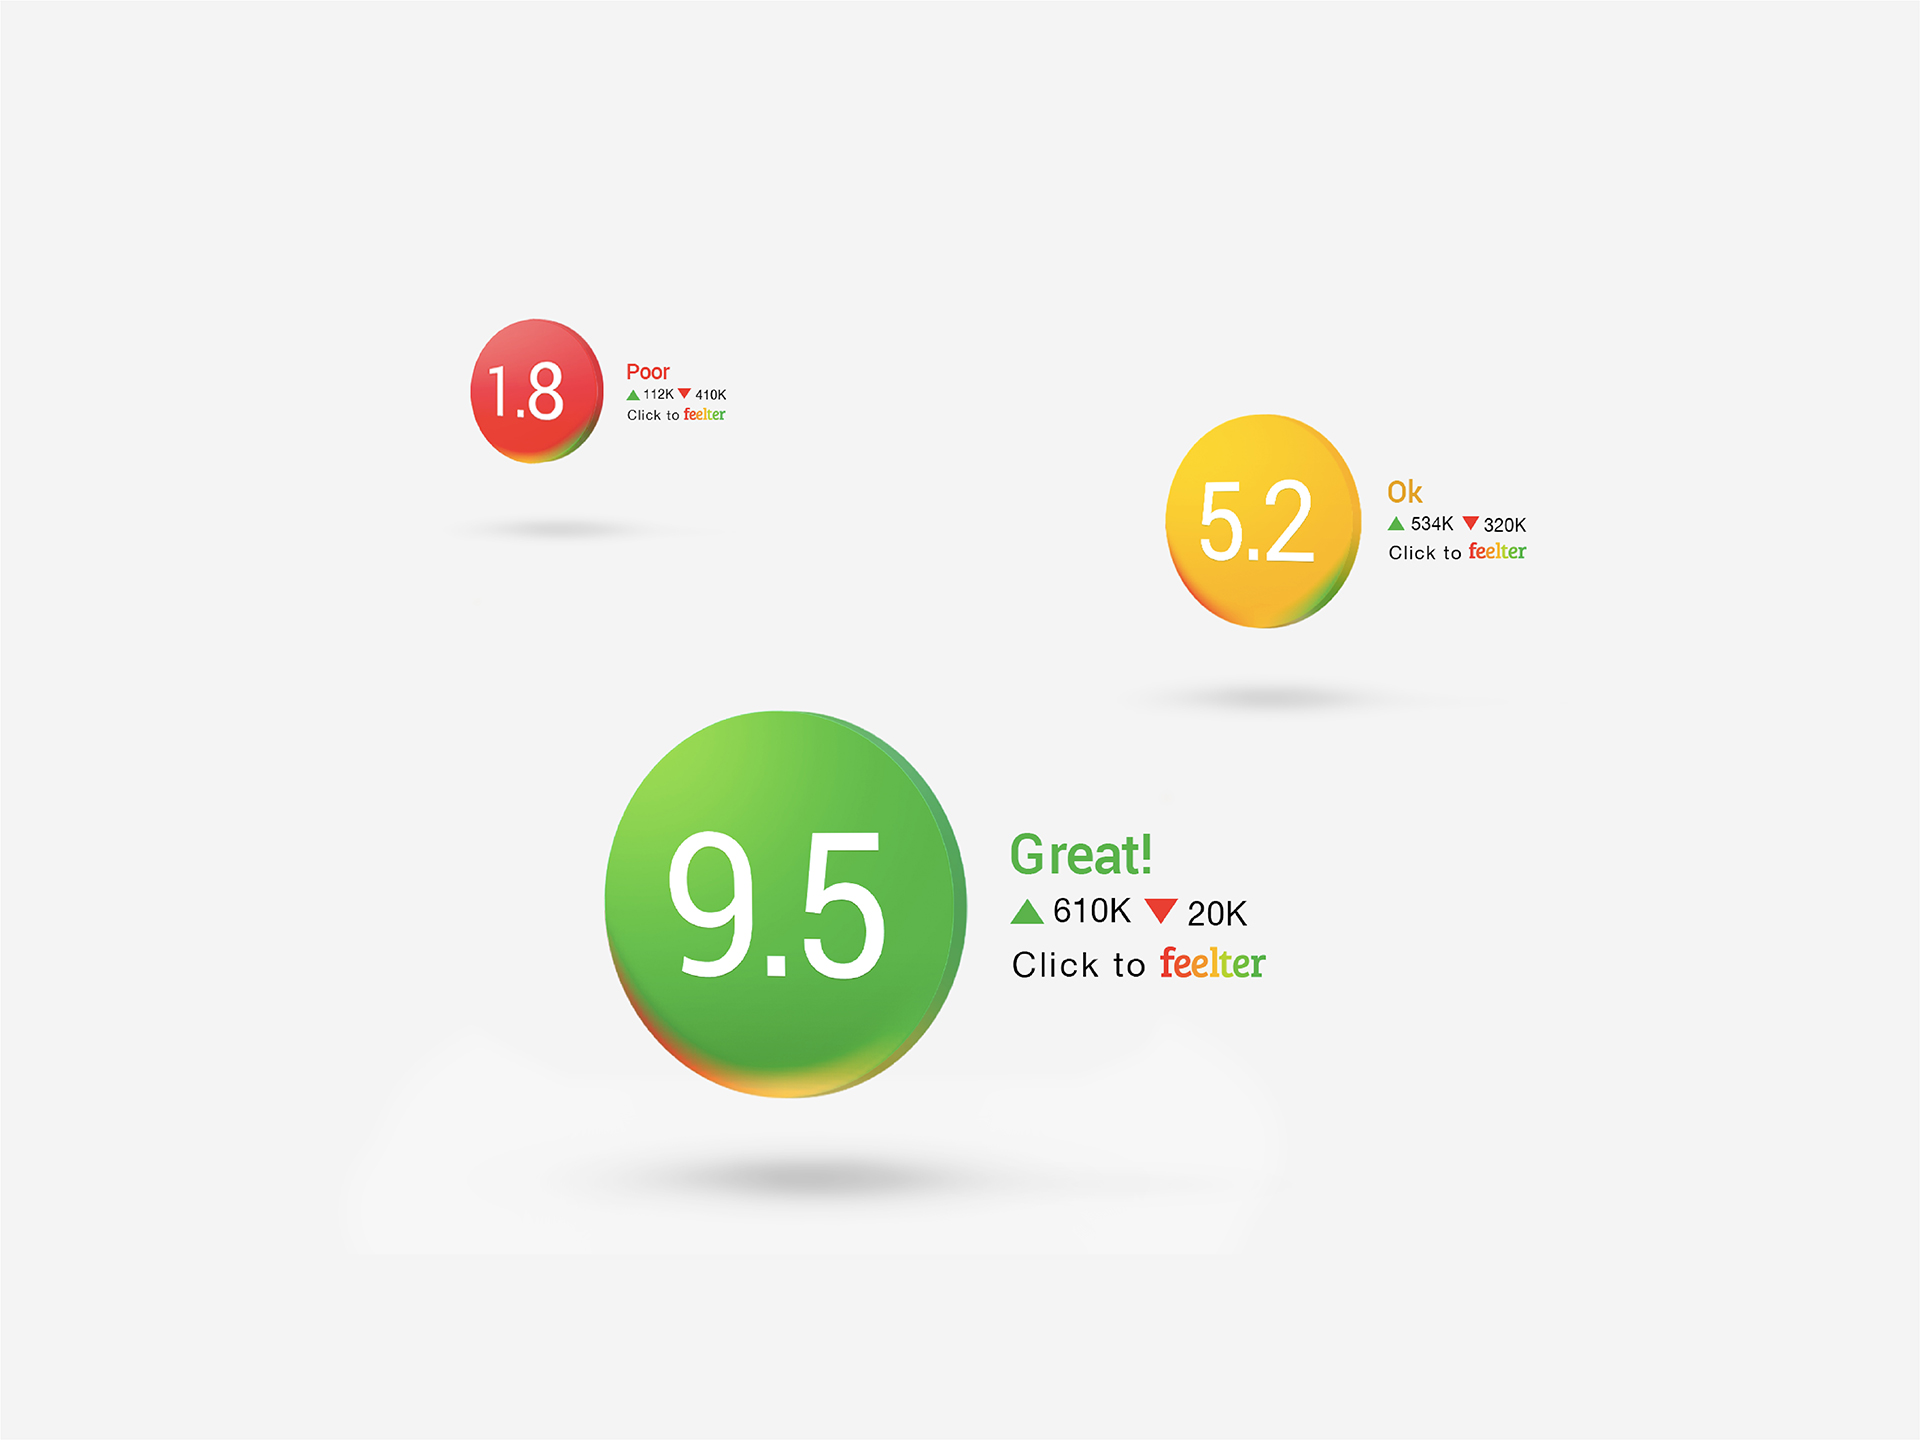 1.8
Poor
▲ 112K ▼ 410K
Click to feelter
5.2
Ok
▲ 534K ▼ 320K
Click to feelter
9.5
Great!
▲ 610K ▼ 20K
Click to feelter